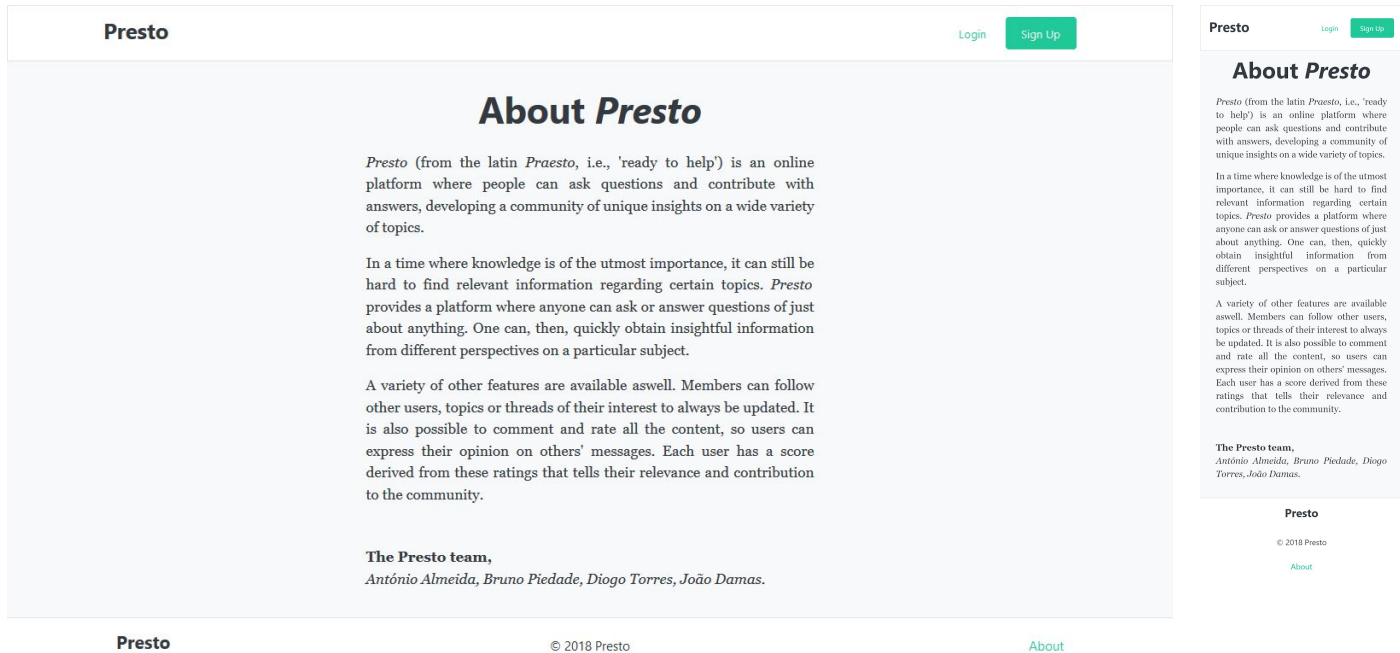 Presto
Login
Sign Up
About Presto
Presto (from the latin Praesto, i.e., 'ready to help') is an online
platform where people can ask questions and contribute with
answers, developing a community of unique insights on a wide variety
of topics.
In a time where knowledge is of the utmost importance, it can still be
hard to find relevant information regarding certain topics. Presto
provides a platform where anyone can ask or answer questions of just
about anything. One can, then, quickly obtain insightful information
from different perspectives on a particular subject.
A variety of other features are available aswell. Members can follow
other users, topics or threads of their interest to always be updated. It
is also possible to comment and rate all the content, so users can
express their opinion on others' messages. Each user has a score
derived from these ratings that tells their relevance and contribution
to the community.
The Presto team,
António Almeida, Bruno Piedade, Diogo Torres, João Damas.
Presto
© 2018 Presto
About
Presto
Login
Sign Up
About Presto
Presto (from the latin Praesto, i.e., 'ready
to help') is an online platform where
people can ask questions and contribute
with answers, developing a community of
unique insights on a wide variety of topics.
In a time where knowledge is of the utmost
importance, it can still be hard to find
relevant information regarding certain
topics. Presto provides a platform where
anyone can ask or answer questions of just
about anything. One can, then, quickly
obtain insightful information from
different perspectives on a particular
subject.
A variety of other features are available
aswell. Members can follow other users,
topics or threads of their interest to always
be updated. It is also possible to comment
and rate all the content, so users can
express their opinion on others' messages.
Each user has a score derived from these
ratings that tells their relevance and
contribution to the community.
The Presto team,
António Almeida, Bruno Piedade, Diogo
Torres, João Damas.
Presto
© 2018 Presto
About